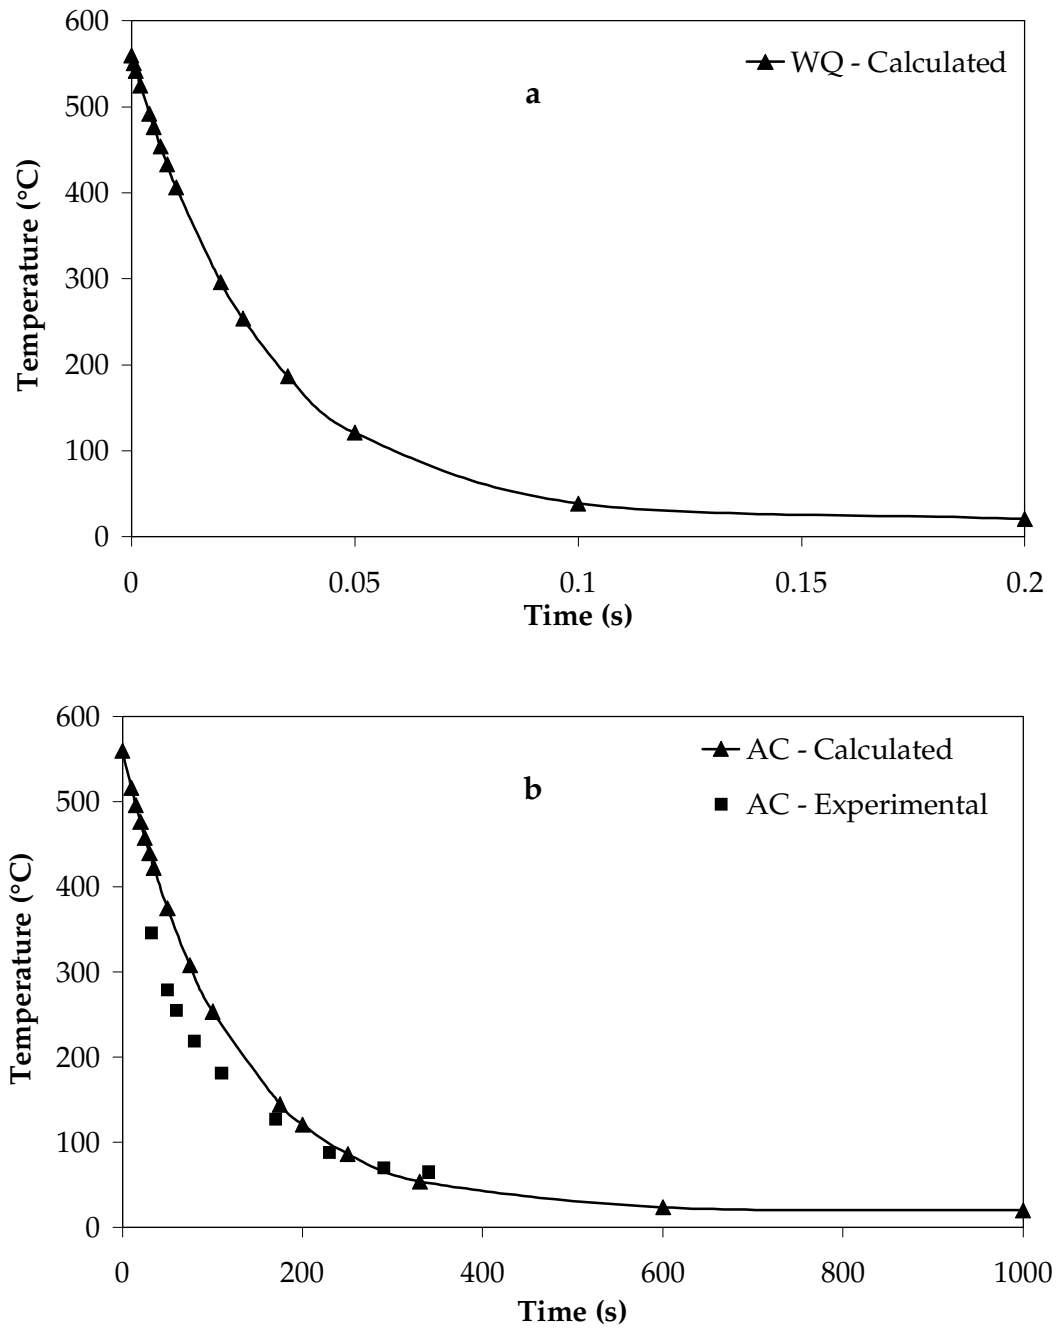 600
WQ - Calculated
a
500
400
300
200
100
0
Temperature (°C)
0 0.05 0.1 0.15 0.2
Time (s)
600
AC - Calculated
b
AC - Experimental
500
400
300
200
100
0
Temperature (°C)
0 200 400 600 800 1000
Time (s)